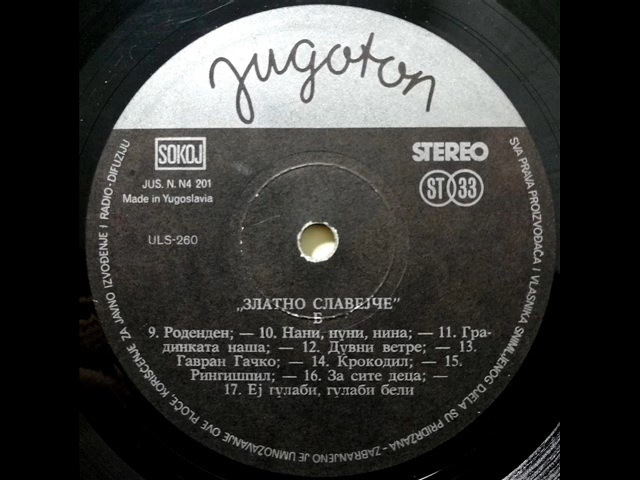 jugoton
SOKOJ
STEREO
JUS. N. N4 201
Made in Yugoslavia
ST 33
ULS-260
„ЗЛАТНО СЛАВЕЈЧЕ”
Б
9. Роденден; — 10. Нани, нуни, нина; — 11. Гра-
динката наша; — 12. Дувни ветре; — 13.
Гавран Гачко; — 14. Крокодил; — 15.
Рингишпил; — 16. За сите деца; —
17. Еј гулаби, гулаби бели
SVA PRAVA PROIZVOĐAČA I VLASNIKA SNIMLJENOG DJELA SU PRIDRŽANA - ZABRANJENO JE UMNOŽAVANJE OVE PLOČE, KORIŠĆENJE ZA JAVNO IZVOĐENJE I RADIO-DIFUZIJU